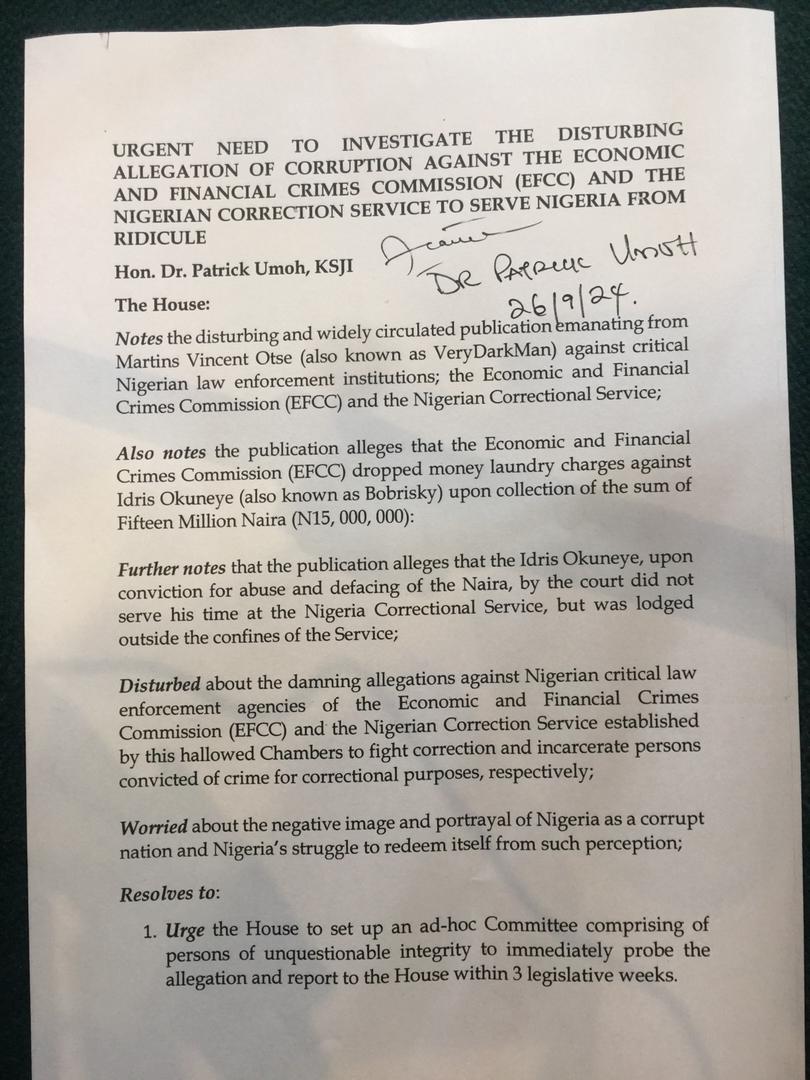 URGENT NEED TO INVESTIGATE THE DISTURBING
ALLEGATION OF CORRUPTION AGAINST THE ECONOMIC
AND FINANCIAL CRIMES COMMISSION (EFCC) AND THE
NIGERIAN CORRECTION SERVICE TO SERVE NIGERIA FROM
RIDICULE
Hon. Dr. Patrick Umoh, KSJI
DR PATRICK UMOH
26/9/24.
The House:
Notes the disturbing and widely circulated publication emanating from
Martins Vincent Otse (also known as VeryDarkMan) against critical
Nigerian law enforcement institutions; the Economic and Financial
Crimes Commission (EFCC) and the Nigerian Correctional Service;
Also notes the publication alleges that the Economic and Financial
Crimes Commission (EFCC) dropped money laundry charges against
Idris Okuneye (also known as Bobrisky) upon collection of the sum of
Fifteen Million Naira (N15, 000, 000):
Further notes that the publication alleges that the Idris Okuneye, upon
conviction for abuse and defacing of the Naira, by the court did not
serve his time at the Nigeria Correctional Service, but was lodged
outside the confines of the Service;
Disturbed about the damning allegations against Nigerian critical law
enforcement agencies of the Economic and Financial Crimes
Commission (EFCC) and the Nigerian Correction Service established
by this hallowed Chambers to fight correction and incarcerate persons
convicted of crime for correctional purposes, respectively;
Worried about the negative image and portrayal of Nigeria as a corrupt
nation and Nigeria's struggle to redeem itself from such perception;
Resolves to:
1. Urge the House to set up an ad-hoc Committee comprising of
persons of unquestionable integrity to immediately probe the
allegation and report to the House within 3 legislative weeks.